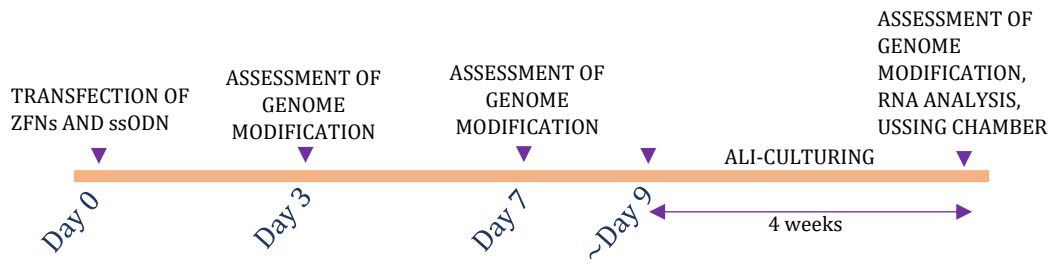 TRANSFECTION OF
ZFNs AND ssODN
ASSESSMENT OF
GENOME
MODIFICATION
ASSESSMENT OF
GENOME
MODIFICATION
ASSESSMENT OF
GENOME
MODIFICATION,
RNA ANALYSIS,
USSING CHAMBER
ALI-CULTURING
Day 0
Day 3
Day 7
~Day 9
4 weeks